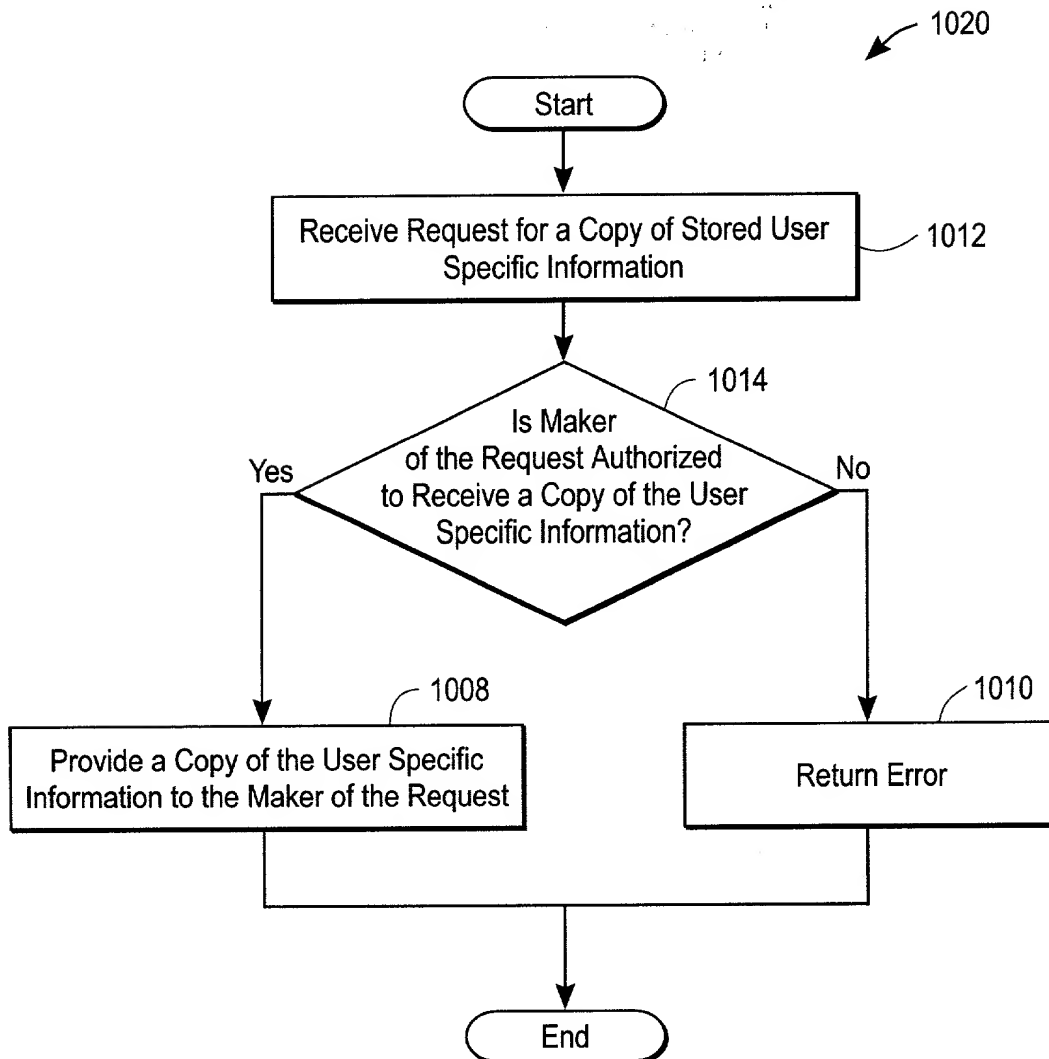 1020
Start
Receive Request for a Copy of Stored User
Specific Information
1012
1014
Is Maker
of the Request Authorized
to Receive a Copy of the User
Specific Information?
Yes
No
1008
Provide a Copy of the User Specific
Information to the Maker of the Request
1010
Return Error
End